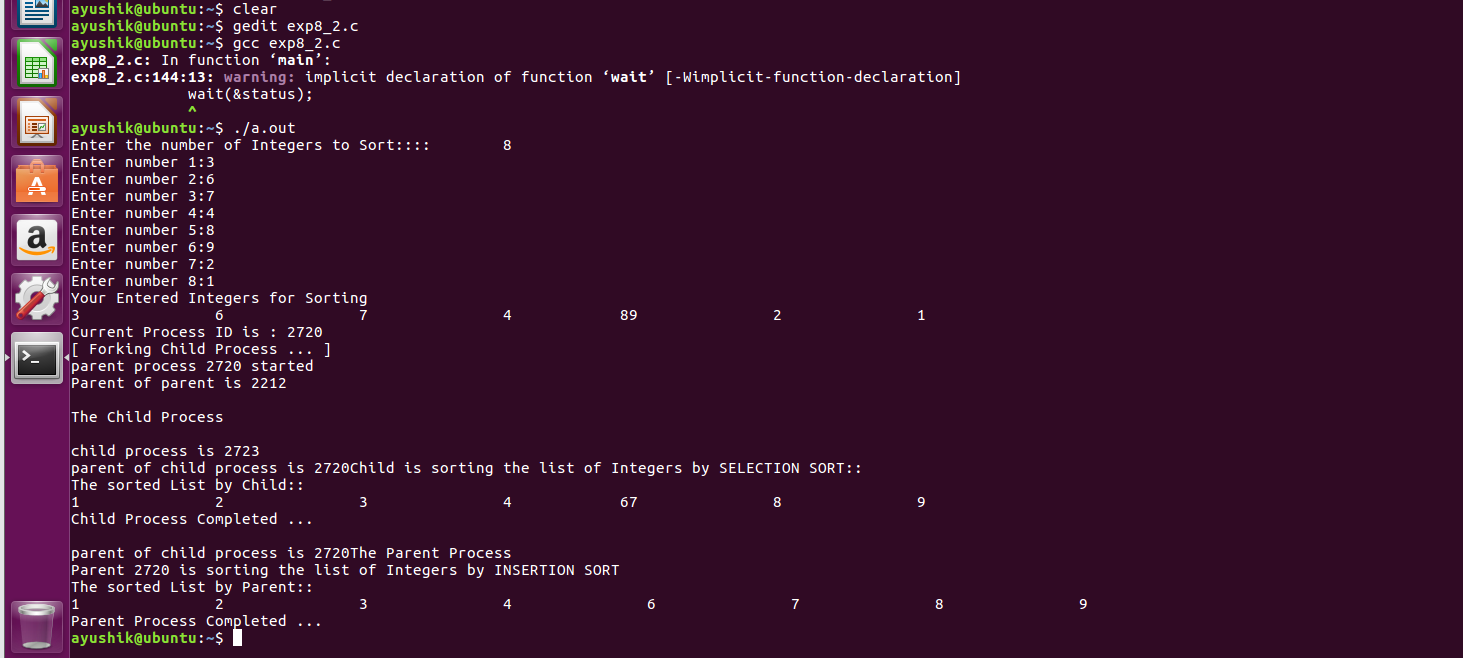 ayushik@ubuntu:~$ clear
ayushik@ubuntu:~$ gedit exp8_2.c
ayushik@ubuntu:~$ gcc exp8_2.c
exp8_2.c: In function ‘main’:
exp8_2.c:144:13: warning: implicit declaration of function ‘wait’ [-Wimplicit-function-declaration]
             wait(&status);
             ^
ayushik@ubuntu:~$ ./a.out
Enter the number of Integers to Sort::::        8
Enter number 1:3
Enter number 2:6
Enter number 3:7
Enter number 4:4
Enter number 5:8
Enter number 6:9
Enter number 7:2
Enter number 8:1
Your Entered Integers for Sorting
3               6               7               4            89               2               1
Current Process ID is : 2720
[ Forking Child Process ... ]
parent process 2720 started
Parent of parent is 2212
The Child Process
child process is 2723
parent of child process is 2720Child is sorting the list of Integers by SELECTION SORT::
The sorted List by Child::
1               2               3               4            67               8               9
Child Process Completed ...
parent of child process is 2720The Parent Process
Parent 2720 is sorting the list of Integers by INSERTION SORT
The sorted List by Parent::
1               2               3               4               6               7               8               9
Parent Process Completed ...
ayushik@ubuntu:~$